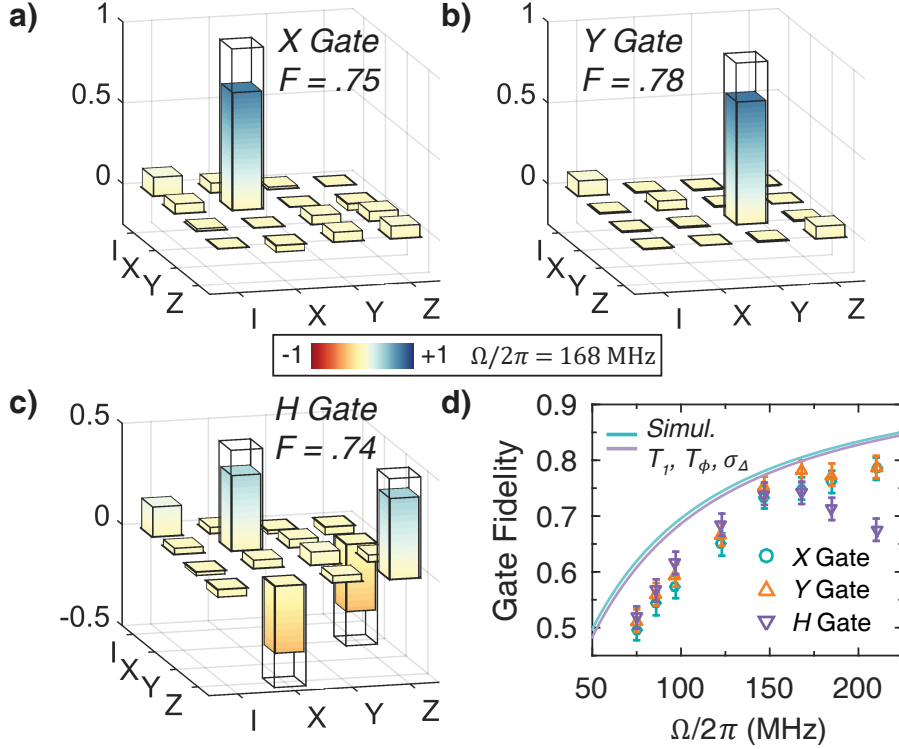 a)
X Gate
F = .75
1
0.5
0
I
X
Y
Z
I
X
Y
Z
b)
Y Gate
F = .78
1
0.5
0
I
X
Y
Z
I
X
Y
Z
-1
+1
Ω/2π = 168 MHz
c)
H Gate
F = .74
0.5
0
-0.5
I
X
Y
Z
I
X
Y
Z
d)
Simul.
T₁, Tϕ, σΔ
Gate Fidelity
0.9
0.8
0.7
0.6
0.5
X Gate
Y Gate
H Gate
50
100
150
200
Ω/2π (MHz)